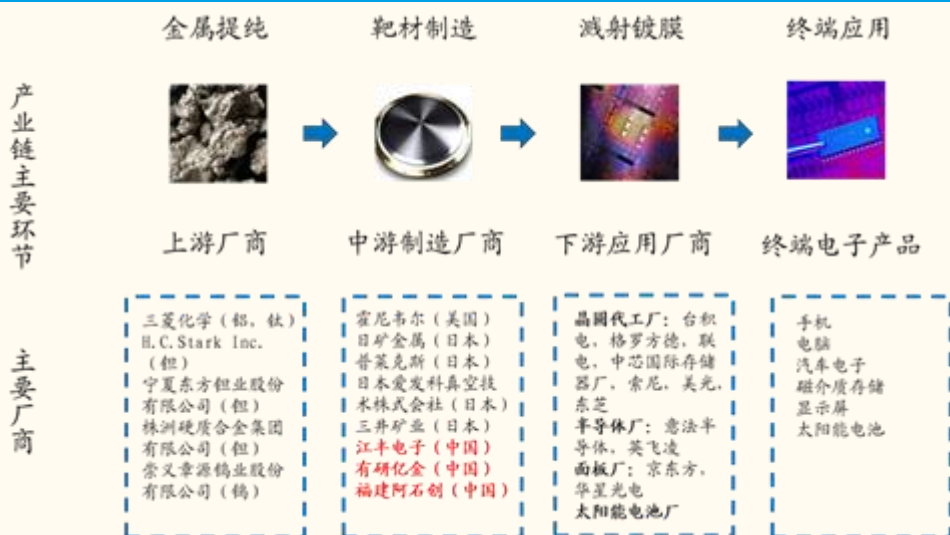 金属提纯
靶材制造
溅射镀膜
终端应用
产业链主要环节
上游厂商
中游制造厂商
下游应用厂商
终端电子产品
主要厂商
三菱化学（铝，钛）
H.C.Stark Inc.
（钽）
宁夏东方钽业股份
有限公司（钽）
株洲硬质合金集团
有限公司（钽）
崇义章源钨业股份
有限公司（钨）
霍尼韦尔（美国）
日矿金属（日本）
普莱克斯（日本）
日本爱发科真空技
术株式会社（日本）
三井矿业（日本）
江丰电子（中国）
有研亿金（中国）
福建阿石创（中国）
晶圆代工厂：台积
电，格罗方德，联
电，中芯国际存储
器厂，索尼，美光，
东芝
半导体厂：意法半
导体，英飞凌
面板厂：京东方，
华星光电
太阳能电池厂
手机
电脑
汽车电子
磁介质存储
显示屏
太阳能电池